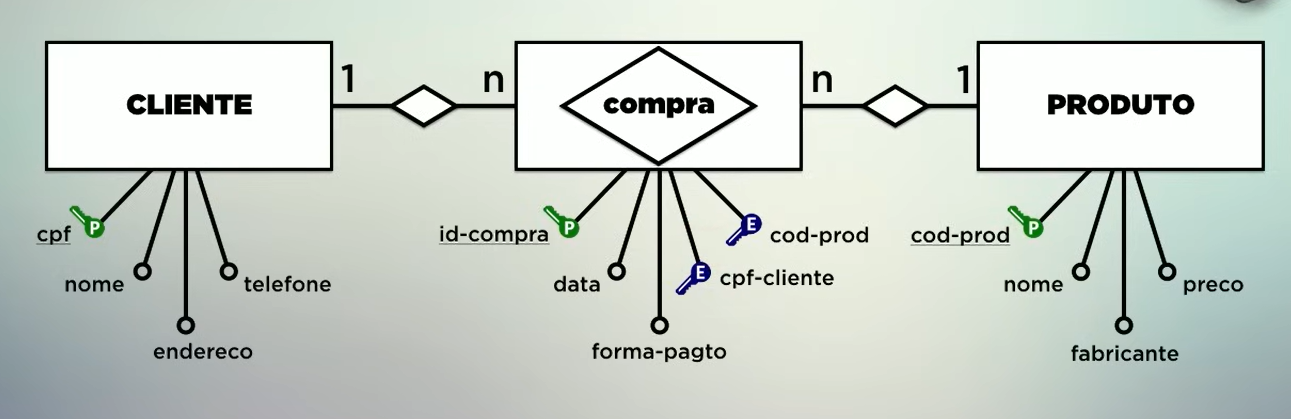 CLIENTE
1
n
compra
n
1
PRODUTO
cpf
P
nome
endereco
telefone
id-compra
P
data
forma-pagto
E
cpf-cliente
E
cod-prod
cod-prod
P
nome
fabricante
preco